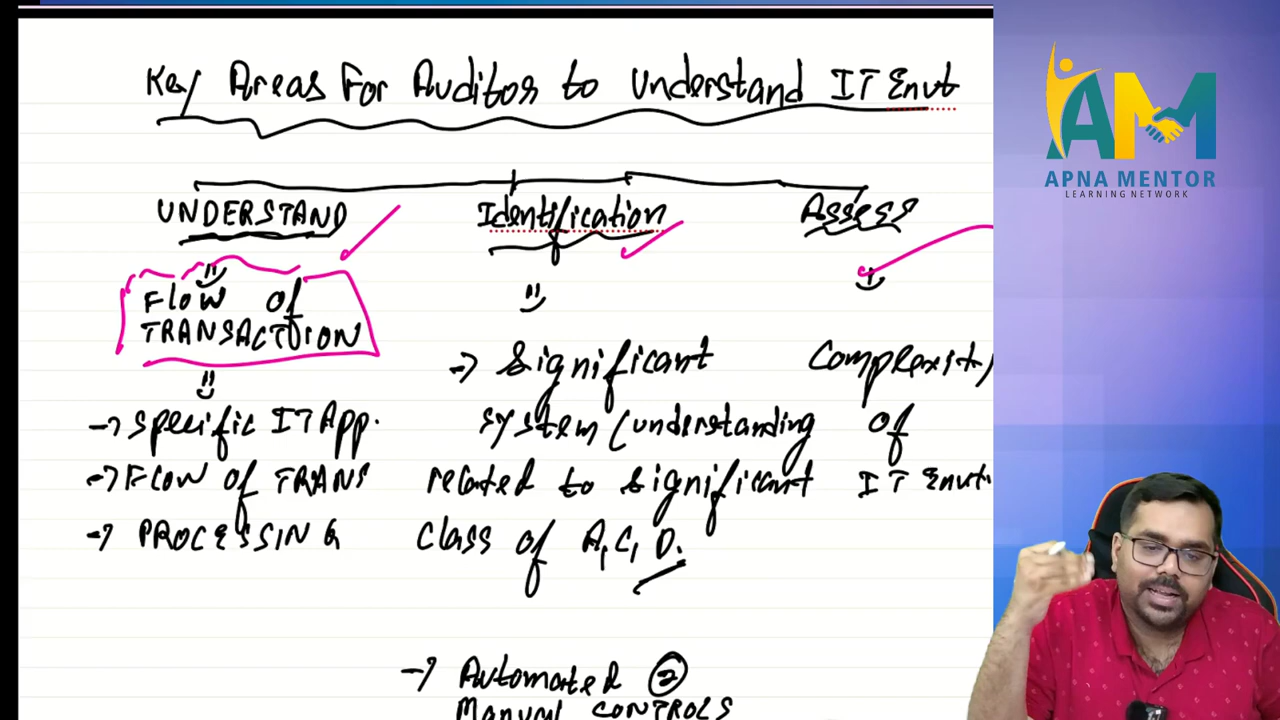 Key Areas For Auditor to Understand IT Envt
UNDERSTAND
Flow of
TRANSACTION
→ Specific IT App.
→ Flow of TRANS
→ PROCESSING
Identification
→ Significant
system (understanding
related to significant
class of A, C, D.
→ Automated 2
Manual CONTROLS
Assess
Complexity
of
IT Envt.
AM
APNA MENTOR
LEARNING NETWORK